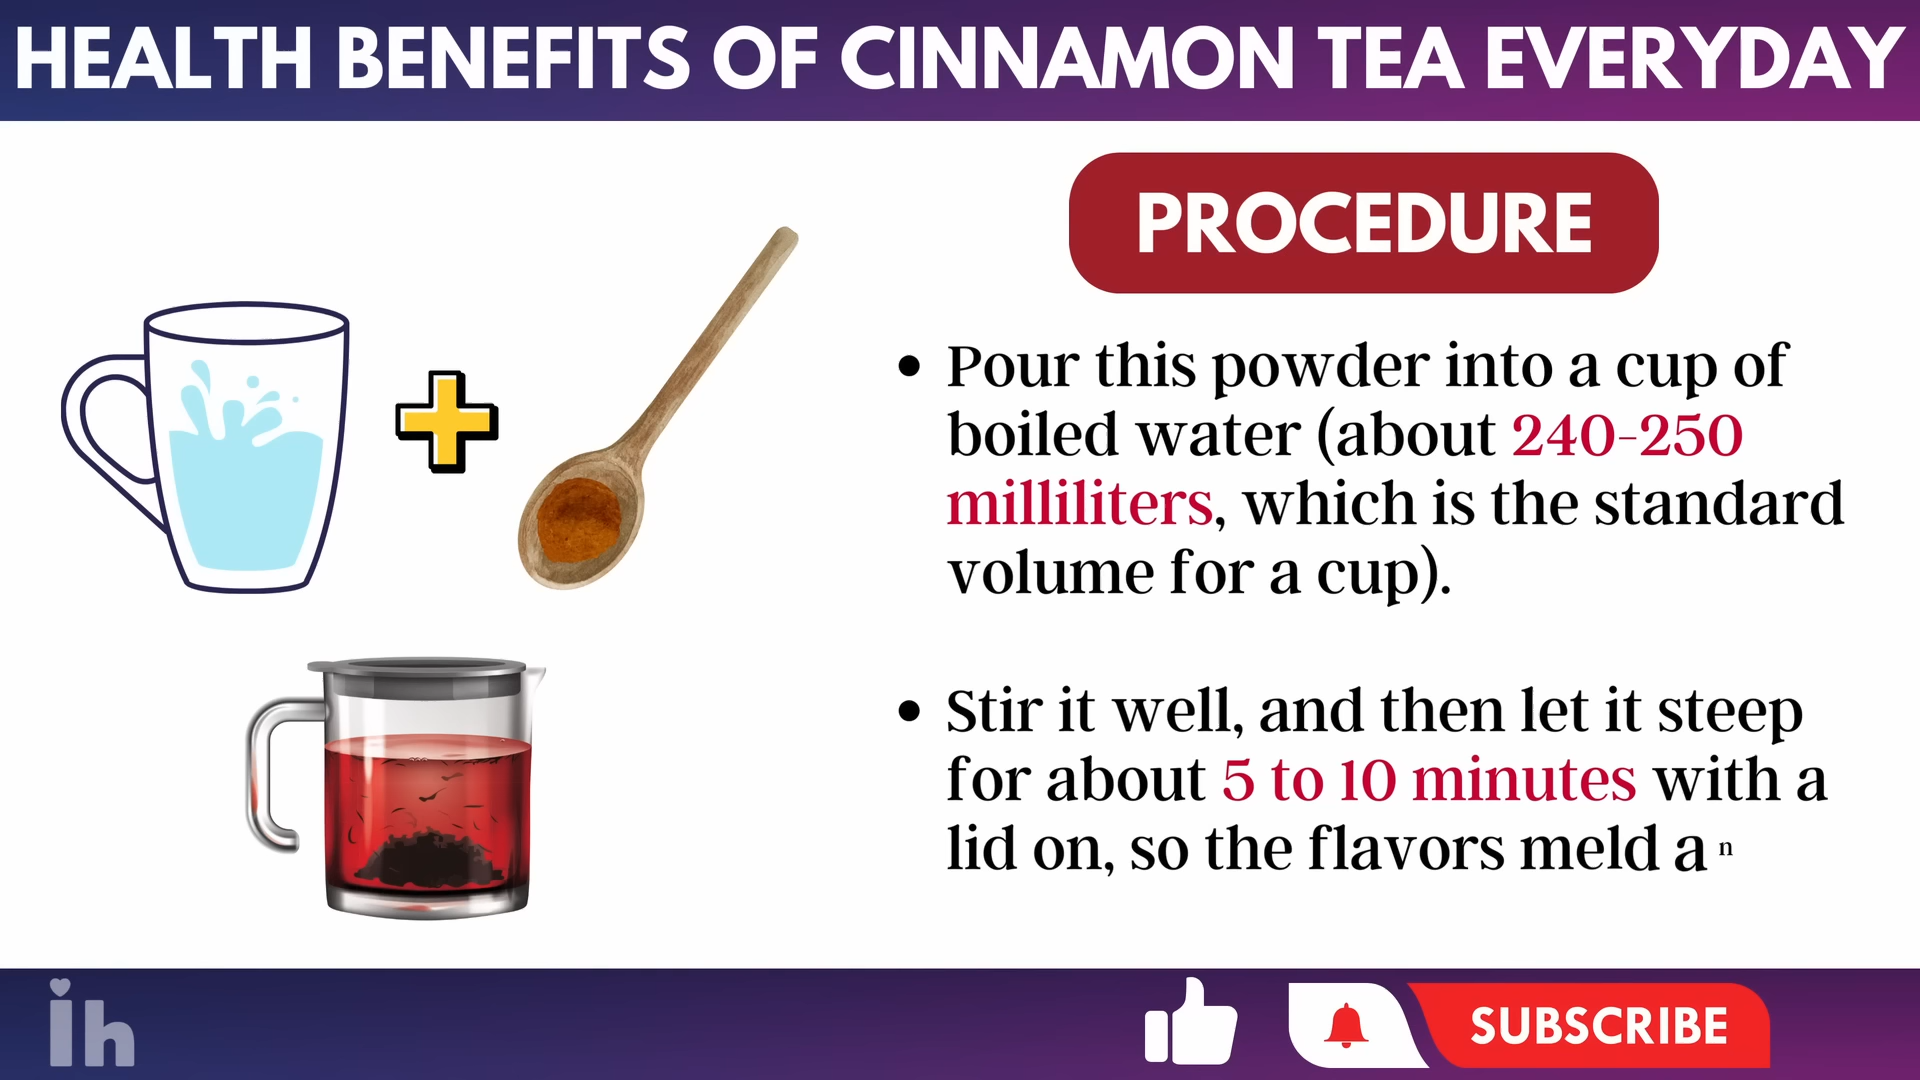 HEALTH BENEFITS OF CINNAMON TEA EVERYDAY
PROCEDURE
• Pour this powder into a cup of
boiled water (about 240-250
milliliters, which is the standard
volume for a cup).
• Stir it well, and then let it steep
for about 5 to 10 minutes with a
lid on, so the flavors meld a n
ih
SUBSCRIBE